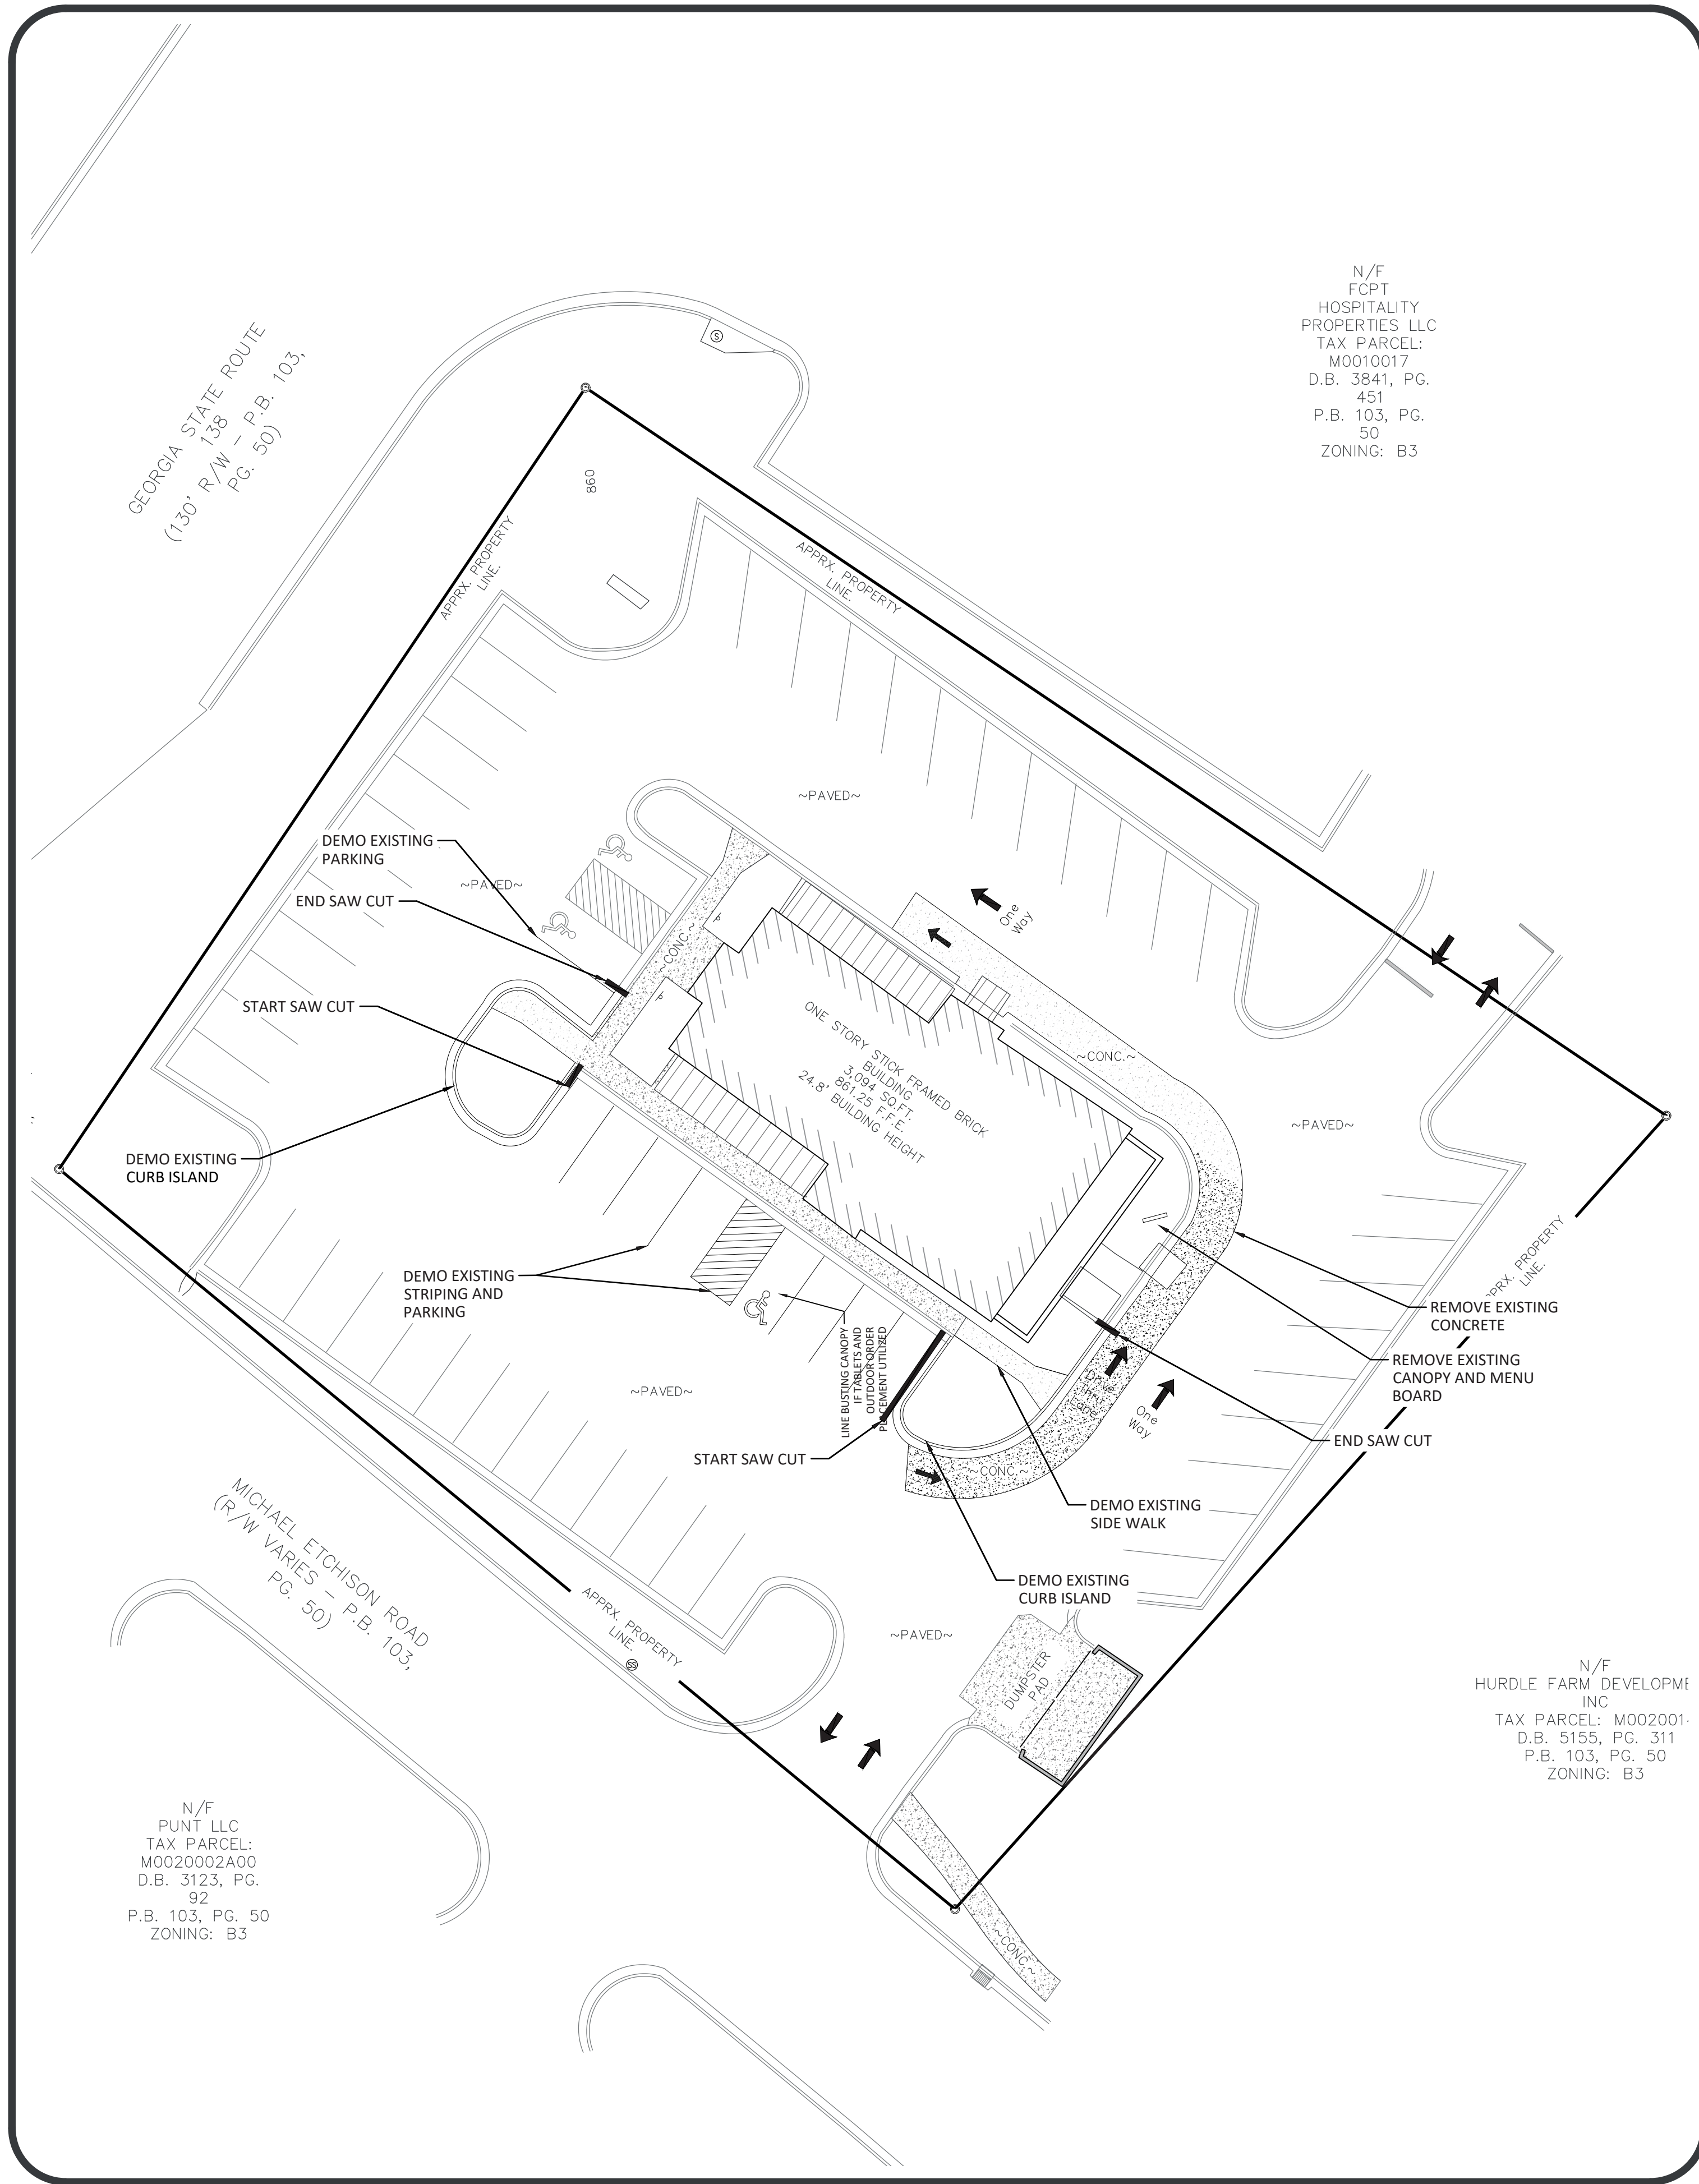 N/F
FCPT
HOSPITALITY
PROPERTIES LLC
TAX PARCEL:
M0010017
D.B. 3841, PG.
451
P.B. 103, PG.
50
ZONING: B3
GEORGIA STATE ROUTE
138
(130' R/W - P.B. 103,
PG. 50)
S
860
APPRX. PROPERTY
LINE.
APPRX. PROPERTY
LINE.
~PAVED~
DEMO EXISTING
PARKING
~PAVED~
END SAW CUT
One
Way
~CONC.~
P
P
START SAW CUT
ONE STORY STICK FRAMED BRICK
BUILDING
3,094 SQ.FT.
861.25 F.F.E.
24.8' BUILDING HEIGHT
~CONC.~
~PAVED~
DEMO EXISTING
CURB ISLAND
APPRX. PROPERTY
LINE.
DEMO EXISTING
STRIPING AND
PARKING
REMOVE EXISTING
CONCRETE
LINE BUSTING CANOPY
IF TABLETS AND
OUTDOOR ORDER
PLACEMENT UTILIZED
REMOVE EXISTING
CANOPY AND MENU
BOARD
~PAVED~
Lane
One
Way
END SAW CUT
START SAW CUT
~CONC.~
DEMO EXISTING
SIDE WALK
MICHAEL ETCHISON ROAD
(R/W VARIES - P.B. 103,
PG. 50)
DEMO EXISTING
CURB ISLAND
APPRX. PROPERTY
LINE.
SS
~PAVED~
DUMPSTER
PAD
N/F
HURDLE FARM DEVELOPME
INC
TAX PARCEL: M002001
D.B. 5155, PG. 311
P.B. 103, PG. 50
ZONING: B3
N/F
PUNT LLC
TAX PARCEL:
M0020002A00
D.B. 3123, PG.
92
P.B. 103, PG. 50
ZONING: B3
~CONC.~